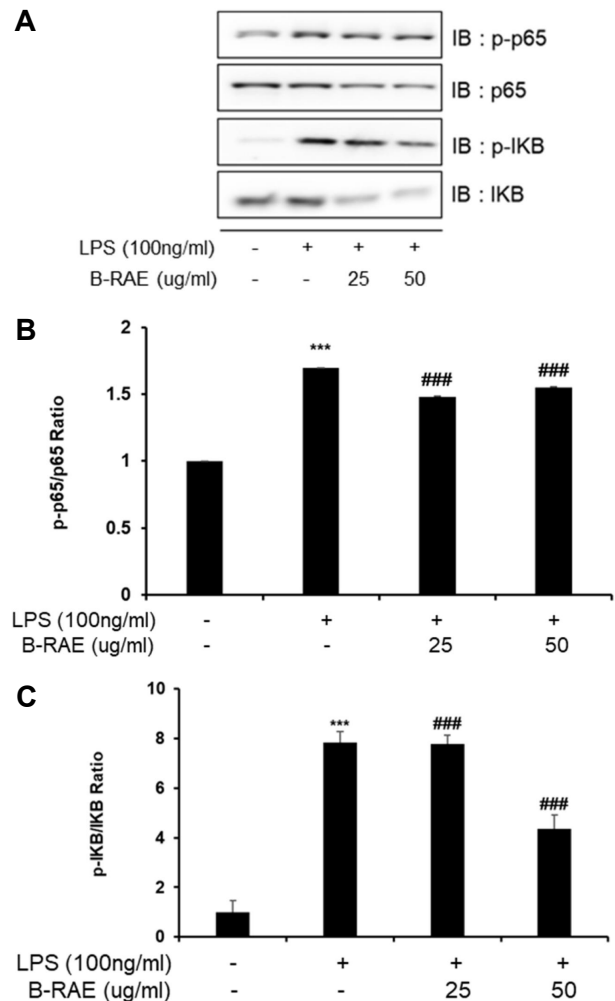 A
IB : p-p65
IB : p65
IB : p-IKB
IB : IKB
LPS (100ng/ml) - + + +
B-RAE (ug/ml) - - 25 50
B
2
1.5
1
0.5
0
p-p65/p65 Ratio
***
###
###
LPS (100ng/ml) - + + +
B-RAE (ug/ml) - - 25 50
C
10
8
6
4
2
0
p-IKB/IKB Ratio
***
###
###
LPS (100ng/ml) - + + +
B-RAE (ug/ml) - - 25 50